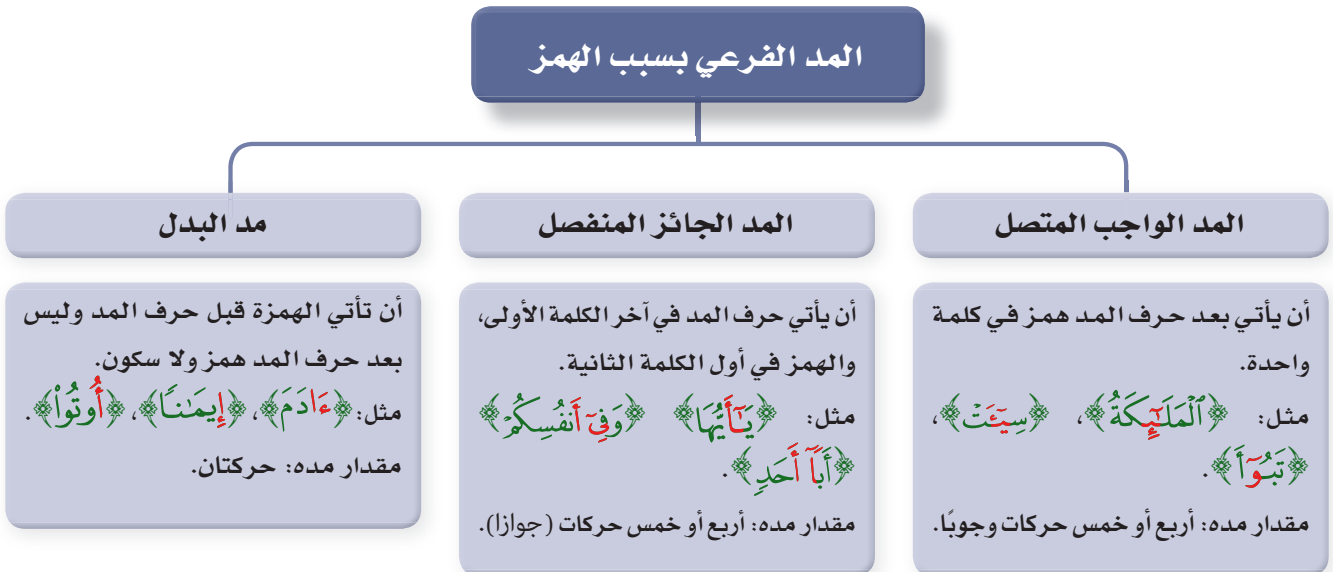 المد الفرعي بسبب الهمز
المد الواجب المتصل
أن يأتي بعد حرف المد همز في كلمة
واحدة.
مثل: ﴿ٱلۡمَلَٰٓئِكَةُ﴾، ﴿سِيٓـَٔتۡ﴾،
﴿تَبُوٓأَ﴾.
مقدار مده: أربع أو خمس حركات وجوبًا.
المد الجائز المنفصل
أن يأتي حرف المد في آخر الكلمة الأولى،
والهمز في أول الكلمة الثانية.
مثل: ﴿يَٰٓأَيُّهَا﴾ ﴿وَفِيٓ أَنفُسِكُمۡ﴾
﴿أَبَآ أَحَدٖ﴾.
مقدار مده: أربع أو خمس حركات (جوازا).
مد البدل
أن تأتي الهمزة قبل حرف المد وليس
بعد حرف المد همز ولا سكون.
مثل: ﴿ءَادَمَ﴾، ﴿إِيمَٰنٗا﴾، ﴿أُوتُواْ﴾.
مقدار مده: حركتان.